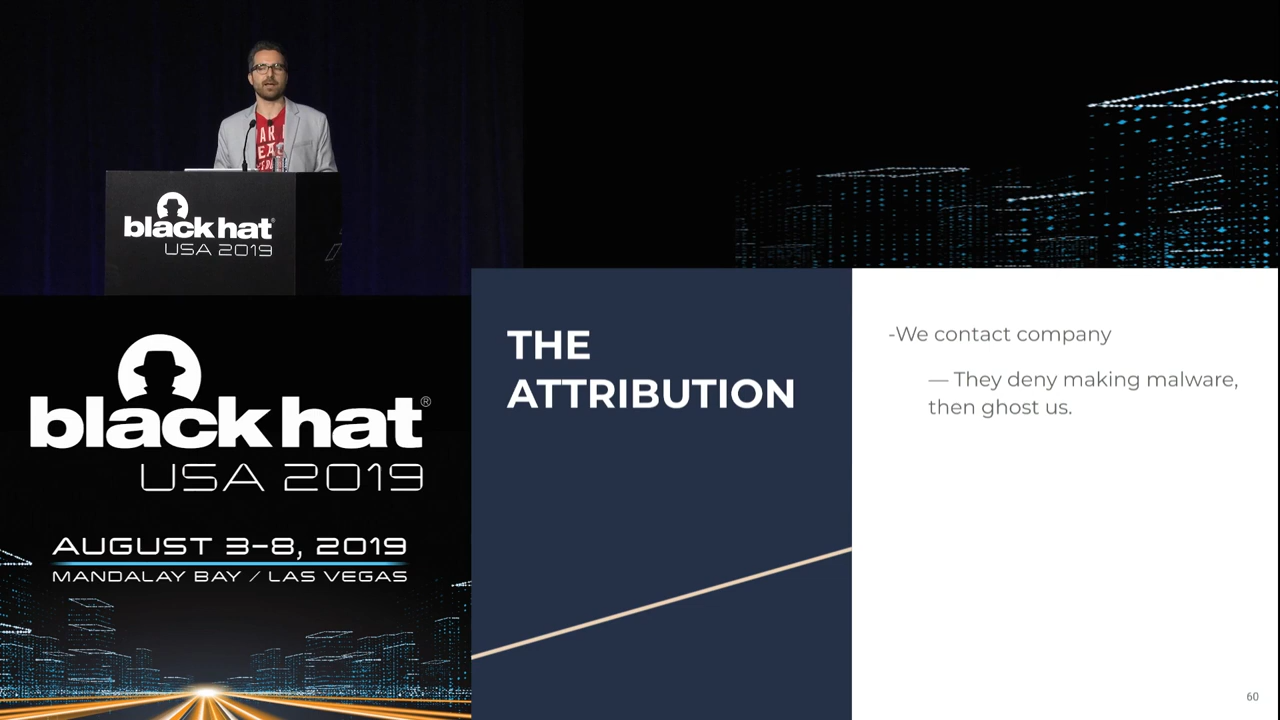 black hat®
USA 2019
THE
ATTRIBUTION
-We contact company
— They deny making malware,
then ghost us.
black hat®
USA 2019
AUGUST 3-8, 2019
MANDALAY BAY / LAS VEGAS
60